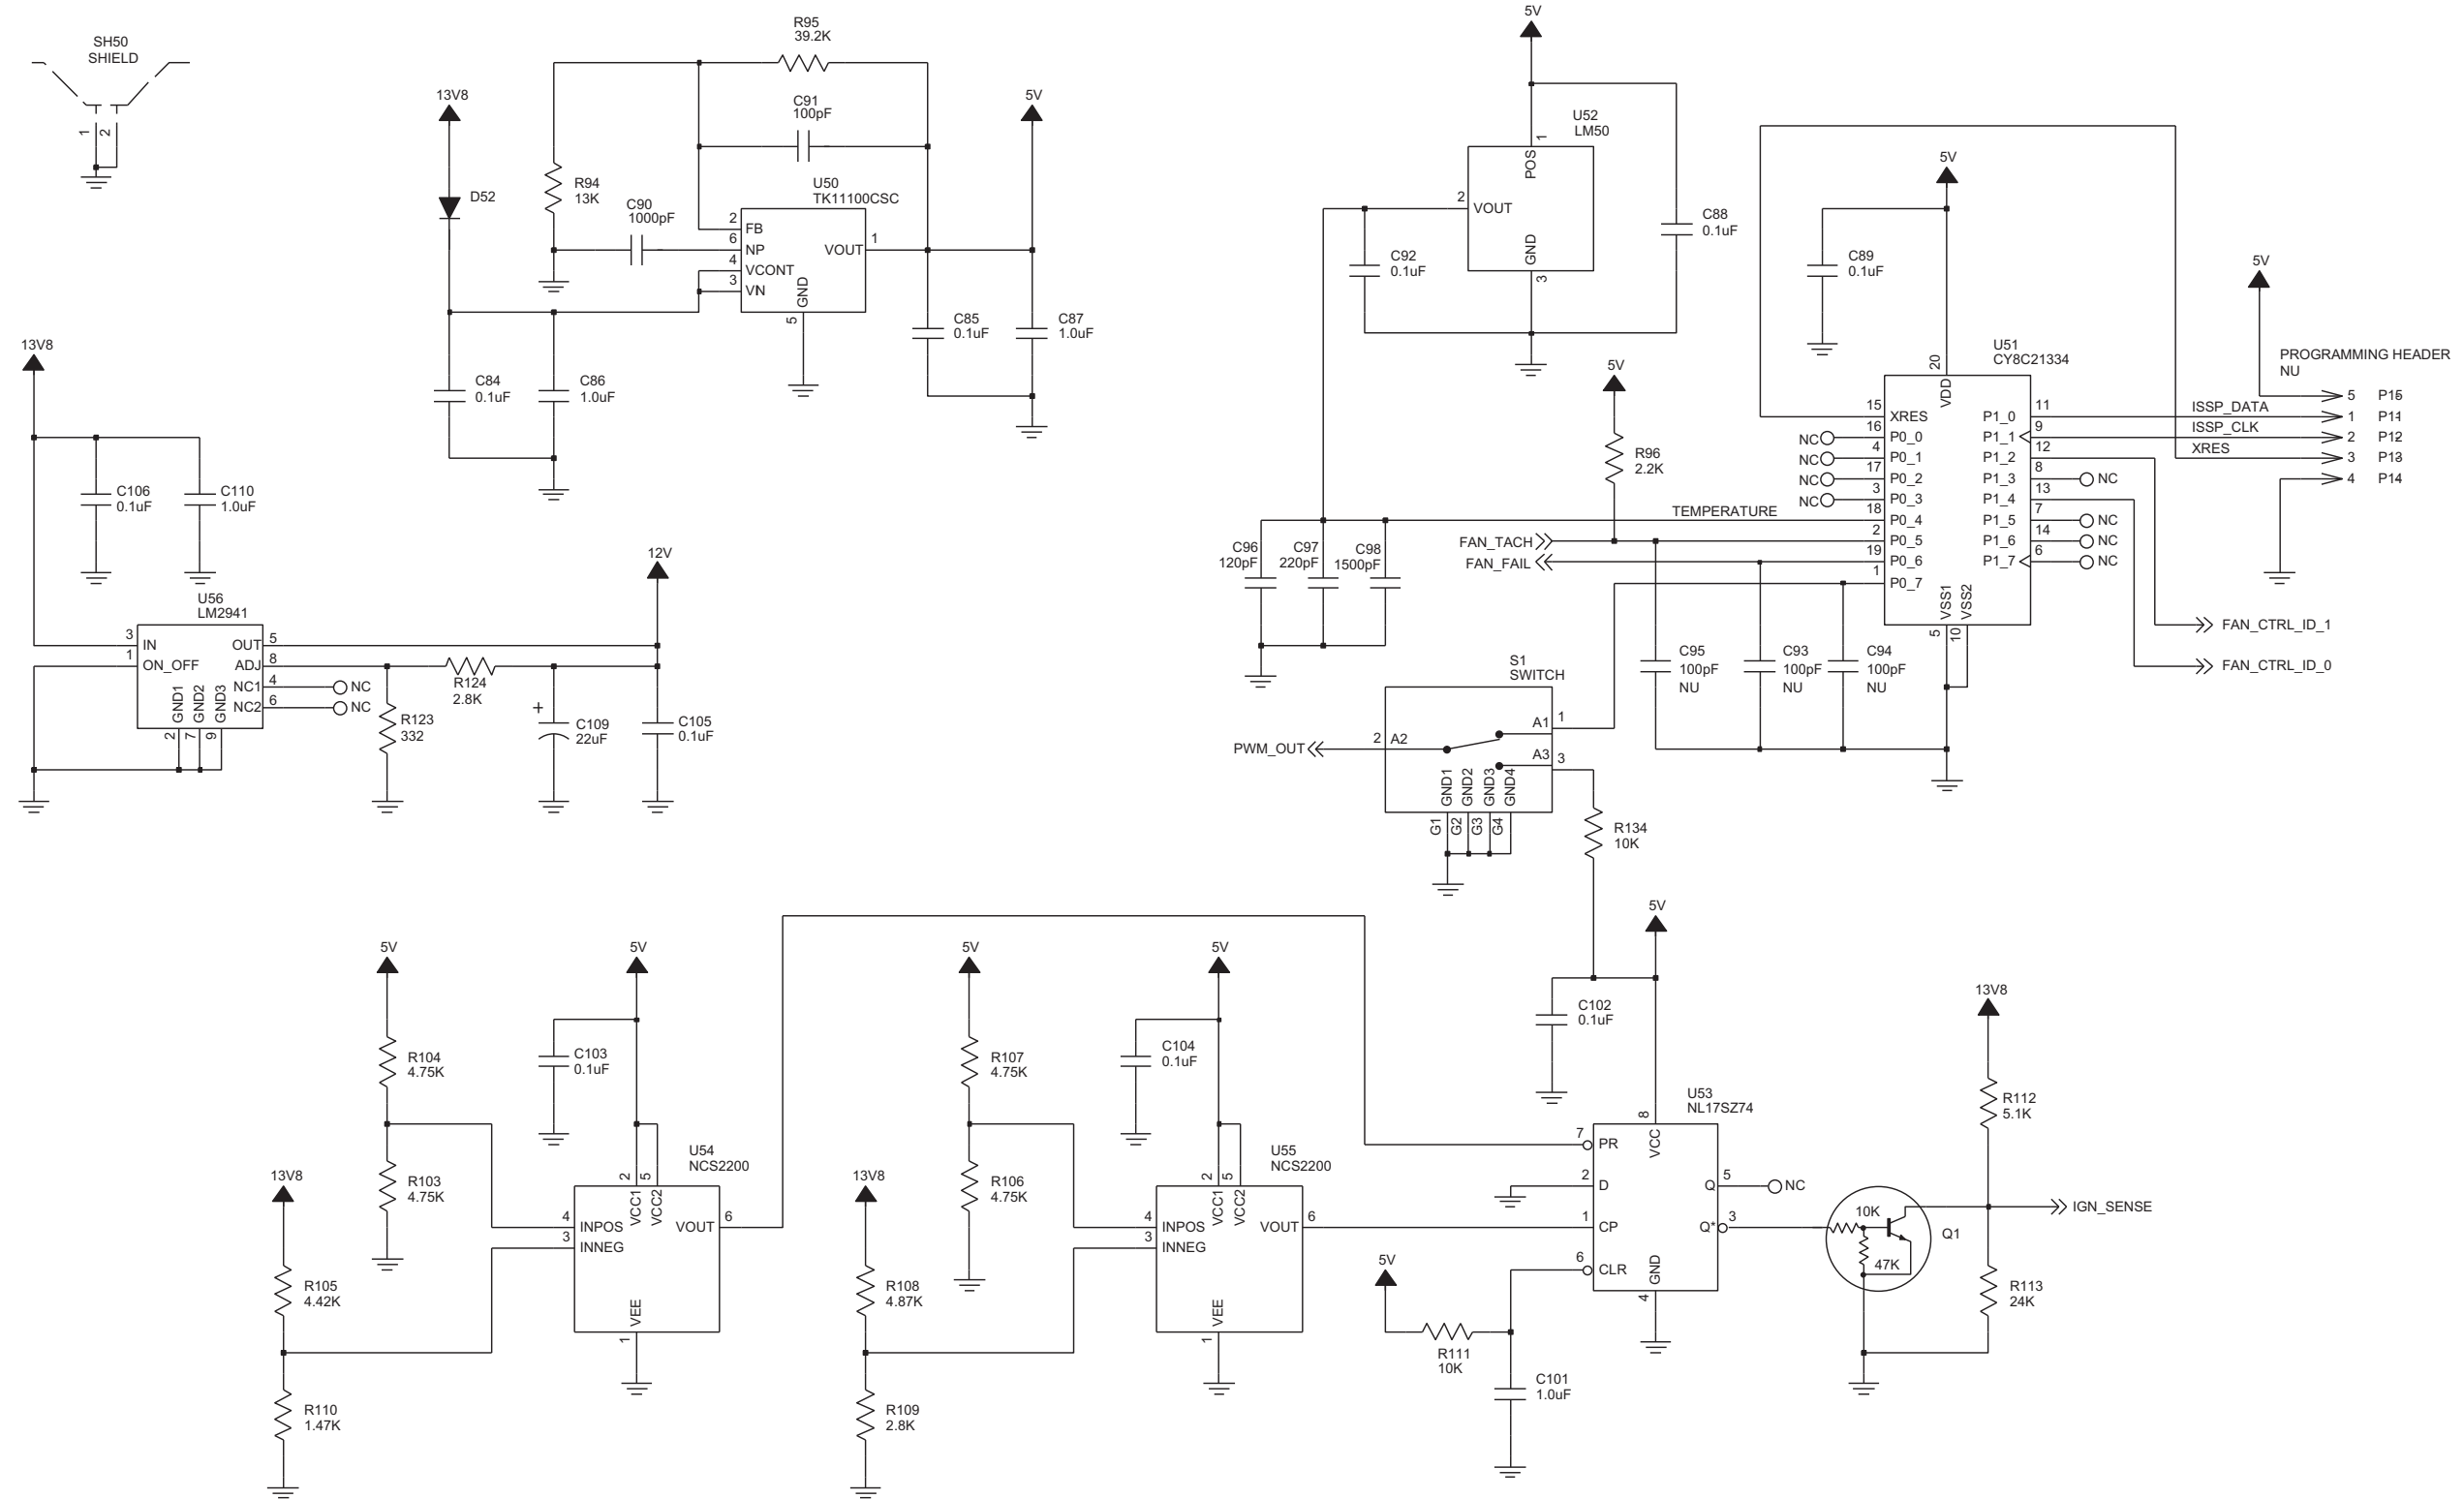 SH50
SHIELD
1
2
13V8
D52
R95
39.2K
C91
100pF
R94
13K
C90
1000pF
U50
TK11100CSC
2
FB
6
NP
4
VCONT
3
VIN
VOUT
1
GND
5
5V
C85
0.1uF
C87
1.0uF
C84
0.1uF
C86
1.0uF
13V8
C106
0.1uF
C110
1.0uF
U56
LM2941
3
IN
1
ON_OFF
OUT
5
ADJ
8
NC1
4
NC
NC2
6
NC
GND1
GND2
GND3
2
7
9
R123
332
R124
2.8K
12V
+
C109
22uF
C105
0.1uF
5V
U52
LM50
1
POS
2
VOUT
GND
3
C92
0.1uF
C88
0.1uF
5V
C89
0.1uF
U51
CY8C21334
20
VDD
15
XRES
16
NC
P0_0
4
NC
P0_1
17
NC
P0_2
3
NC
P0_3
18
TEMPERATURE
P0_4
2
P0_5
19
P0_6
1
P0_7
P1_0
11
P1_1
9
P1_2
12
P1_3
8
NC
P1_4
13
P1_5
7
NC
P1_6
14
NC
P1_7
6
NC
VSS1
VSS2
5
10
5V
PROGRAMMING HEADER
NU
5
P15
ISSP_DATA
1
P11
ISSP_CLK
2
P12
XRES
3
P13
4
P14
FAN_CTRL_ID_1
FAN_CTRL_ID_0
5V
R96
2.2K
FAN_TACH
FAN_FAIL
C96
120pF
C97
220pF
C98
1500pF
C95
100pF
NU
C93
100pF
NU
C94
100pF
NU
S1
SWITCH
PWM_OUT
2
A2
A1
1
A3
3
GND1
GND2
GND3
GND4
G1
G2
G3
G4
R134
10K
5V
C102
0.1uF
5V
R104
4.75K
R103
4.75K
5V
C103
0.1uF
13V8
R105
4.42K
R110
1.47K
U54
NCS2200
2
5
VCC1
VCC2
4
INPOS
3
INNEG
VOUT
6
VEE
1
5V
R107
4.75K
R106
4.75K
5V
C104
0.1uF
13V8
R108
4.87K
R109
2.8K
U55
NCS2200
2
5
VCC1
VCC2
4
INPOS
3
INNEG
VOUT
6
VEE
1
U53
NL17SZ74
8
VCC
7
PR
2
D
1
CP
6
CLR
Q
5
NC
Q*
3
GND
4
5V
R111
10K
C101
1.0uF
10K
47K
Q1
13V8
R112
5.1K
IGN_SENSE
R113
24K